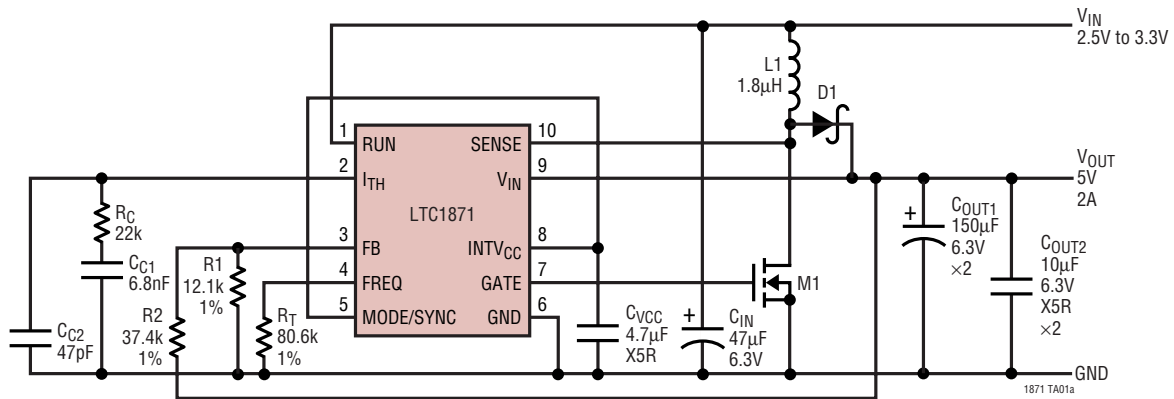 VIN
2.5V to 3.3V
L1
1.8µH
D1
1
RUN
SENSE
10
2
ITH
VIN
9
VOUT
5V
2A
LTC1871
RC
22k
CC1
6.8nF
3
FB
INTVCC
8
R1
12.1k
1%
4
FREQ
GATE
7
M1
5
MODE/SYNC
GND
6
R2
37.4k
1%
RT
80.6k
1%
CC2
47pF
CVCC
4.7µF
X5R
+
CIN
47µF
6.3V
+
COUT1
150µF
6.3V
×2
COUT2
10µF
6.3V
X5R
×2
GND
1871 TA01a